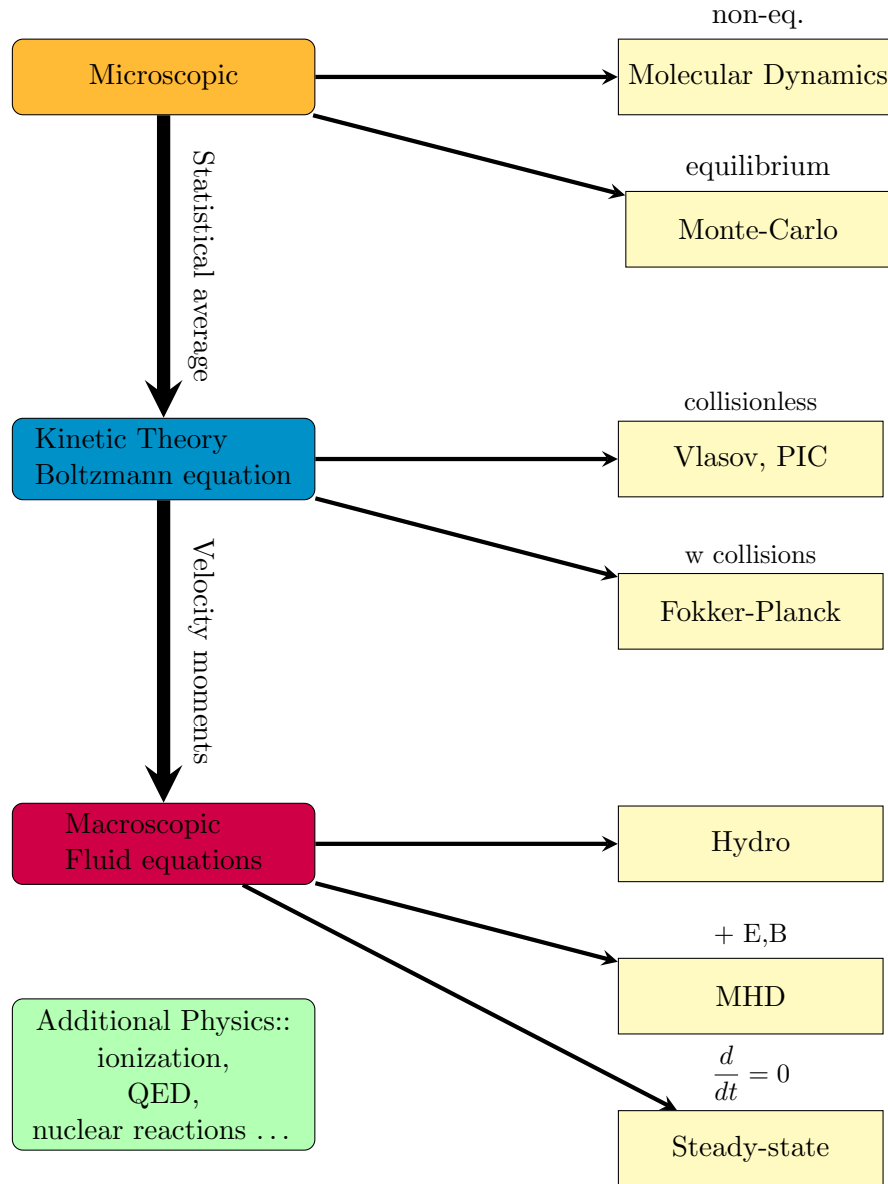 non-eq.
Microscopic
Molecular Dynamics
equilibrium
Monte-Carlo
Statistical average
collisionless
Kinetic Theory
Boltzmann equation
Vlasov, PIC
w collisions
Fokker-Planck
Velocity moments
Macroscopic
Fluid equations
Hydro
+ E,B
MHD
Additional Physics::
ionization,
QED,
nuclear reactions …
d/dt = 0
Steady-state